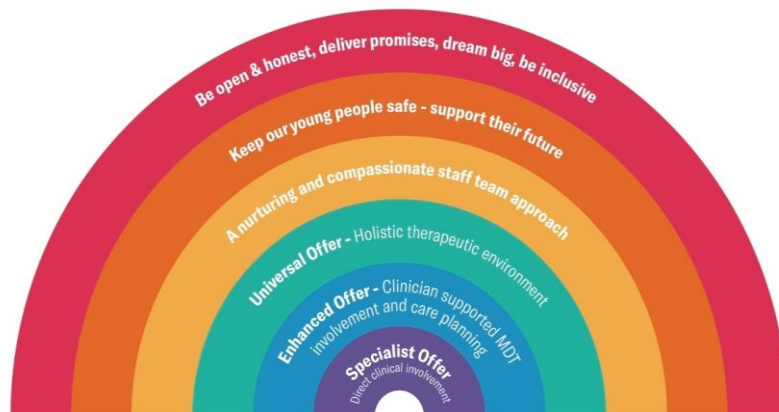 Be open & honest, deliver promises, dream big, be inclusive
Keep our young people safe - support their future
A nurturing and compassionate staff team approach
Universal Offer - Holistic therapeutic environment
Enhanced Offer - Clinician supported MDT
involvement and care planning
Specialist Offer
Direct clinical involvement